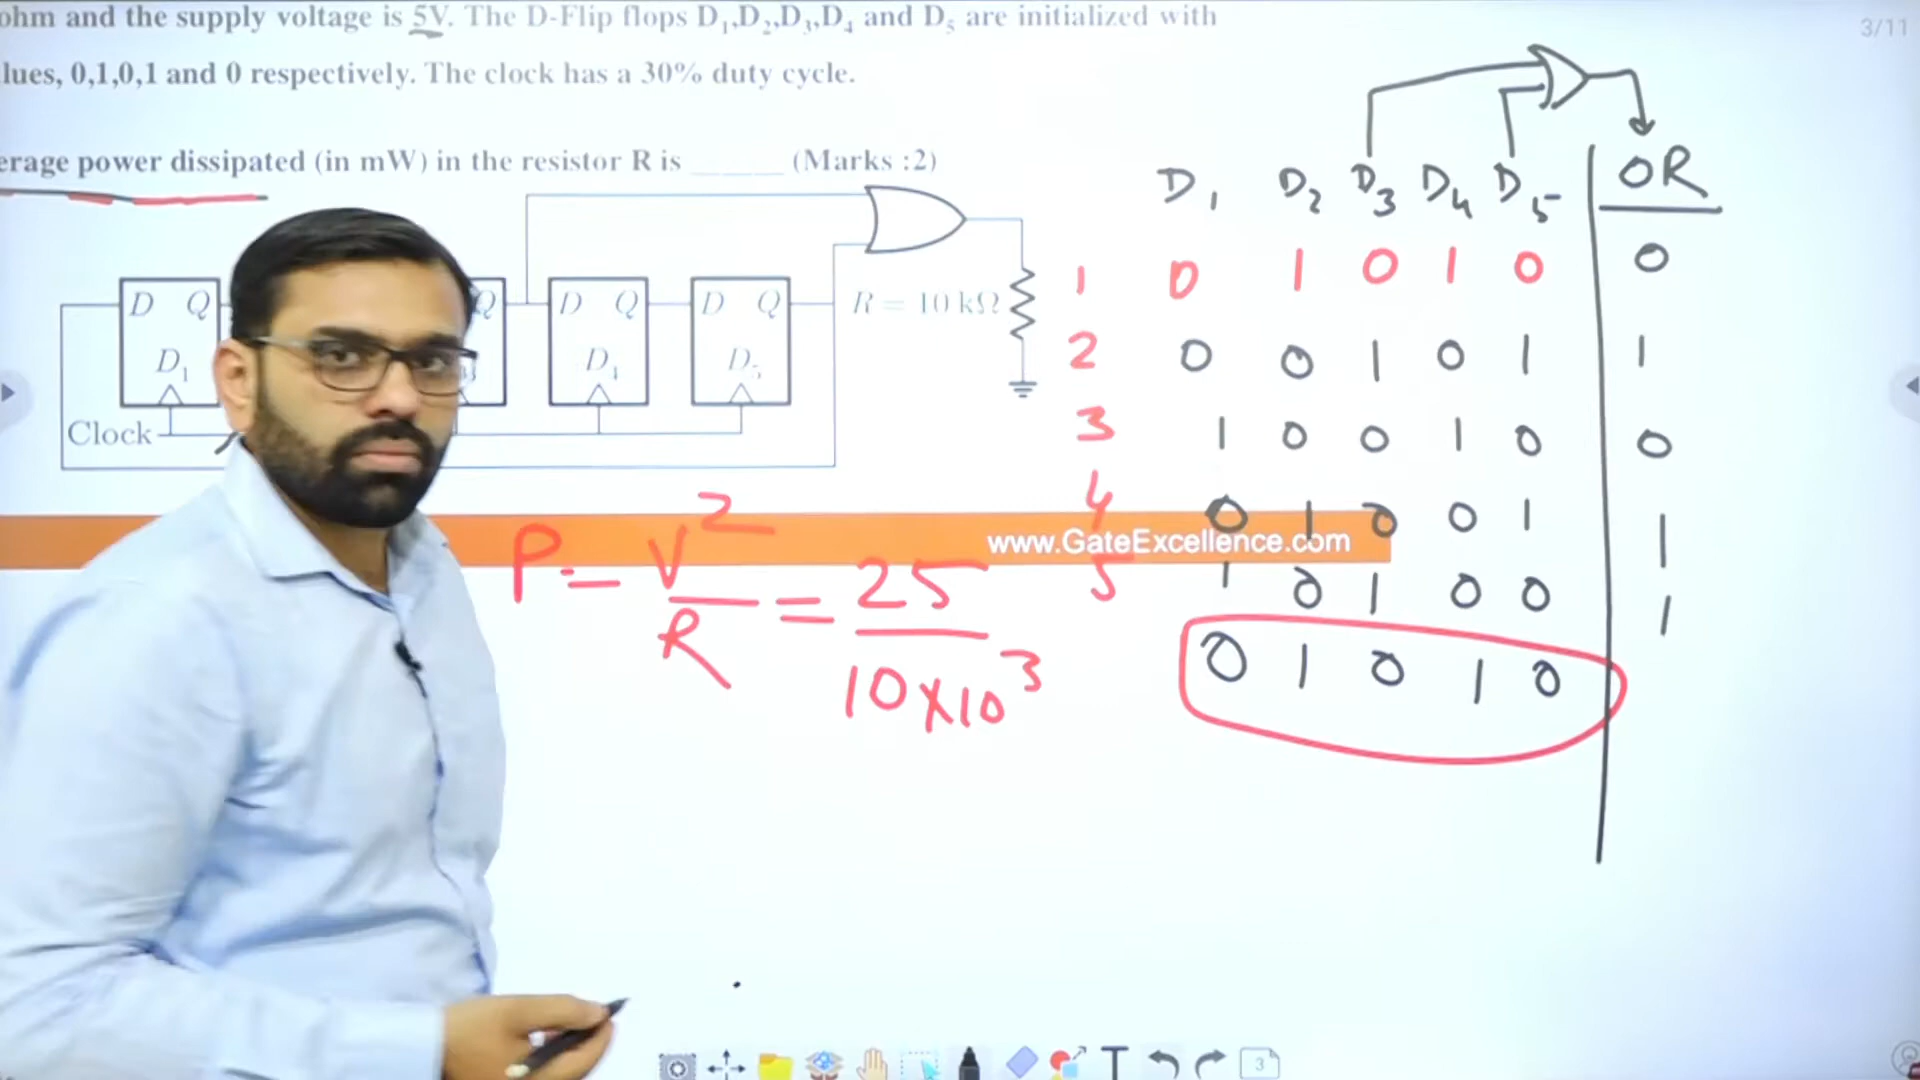 ohm and the supply voltage is 5V. The D-Flip flops D₁,D₂,D₃,D₄ and D₅ are initialized with
lues, 0,1,0,1 and 0 respectively. The clock has a 30% duty cycle.
erage power dissipated (in mW) in the resistor R is ______ (Marks :2)
3/11
D Q
D₁
Q
D Q
D₄
D Q
D₅
R = 10 kΩ
Clock
D₁ D₂ D₃ D₄ D₅ OR
1 0 1 0 1 0 0
2 0 0 1 0 1 1
3 1 0 0 1 0 0
4 0 1 0 0 1 1
5 1 0 1 0 0 1
0 1 0 1 0
www.GateExcellence.com
P = V²/R = 25/10×10³
T
3